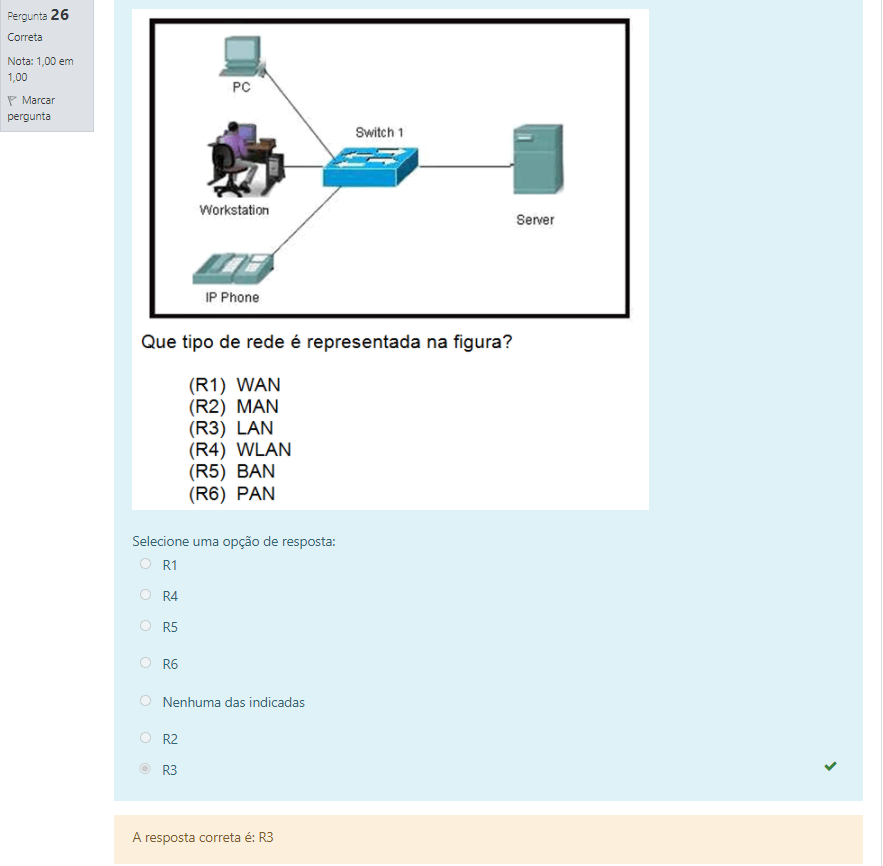 Pergunta 26
Correta
Nota: 1,00 em
1,00
Marcar
pergunta
PC
Switch 1
Workstation
Server
IP Phone
Que tipo de rede é representada na figura?
(R1) WAN
(R2) MAN
(R3) LAN
(R4) WLAN
(R5) BAN
(R6) PAN
Selecione uma opção de resposta:
R1
R4
R5
R6
Nenhuma das indicadas
R2
R3
A resposta correta é: R3